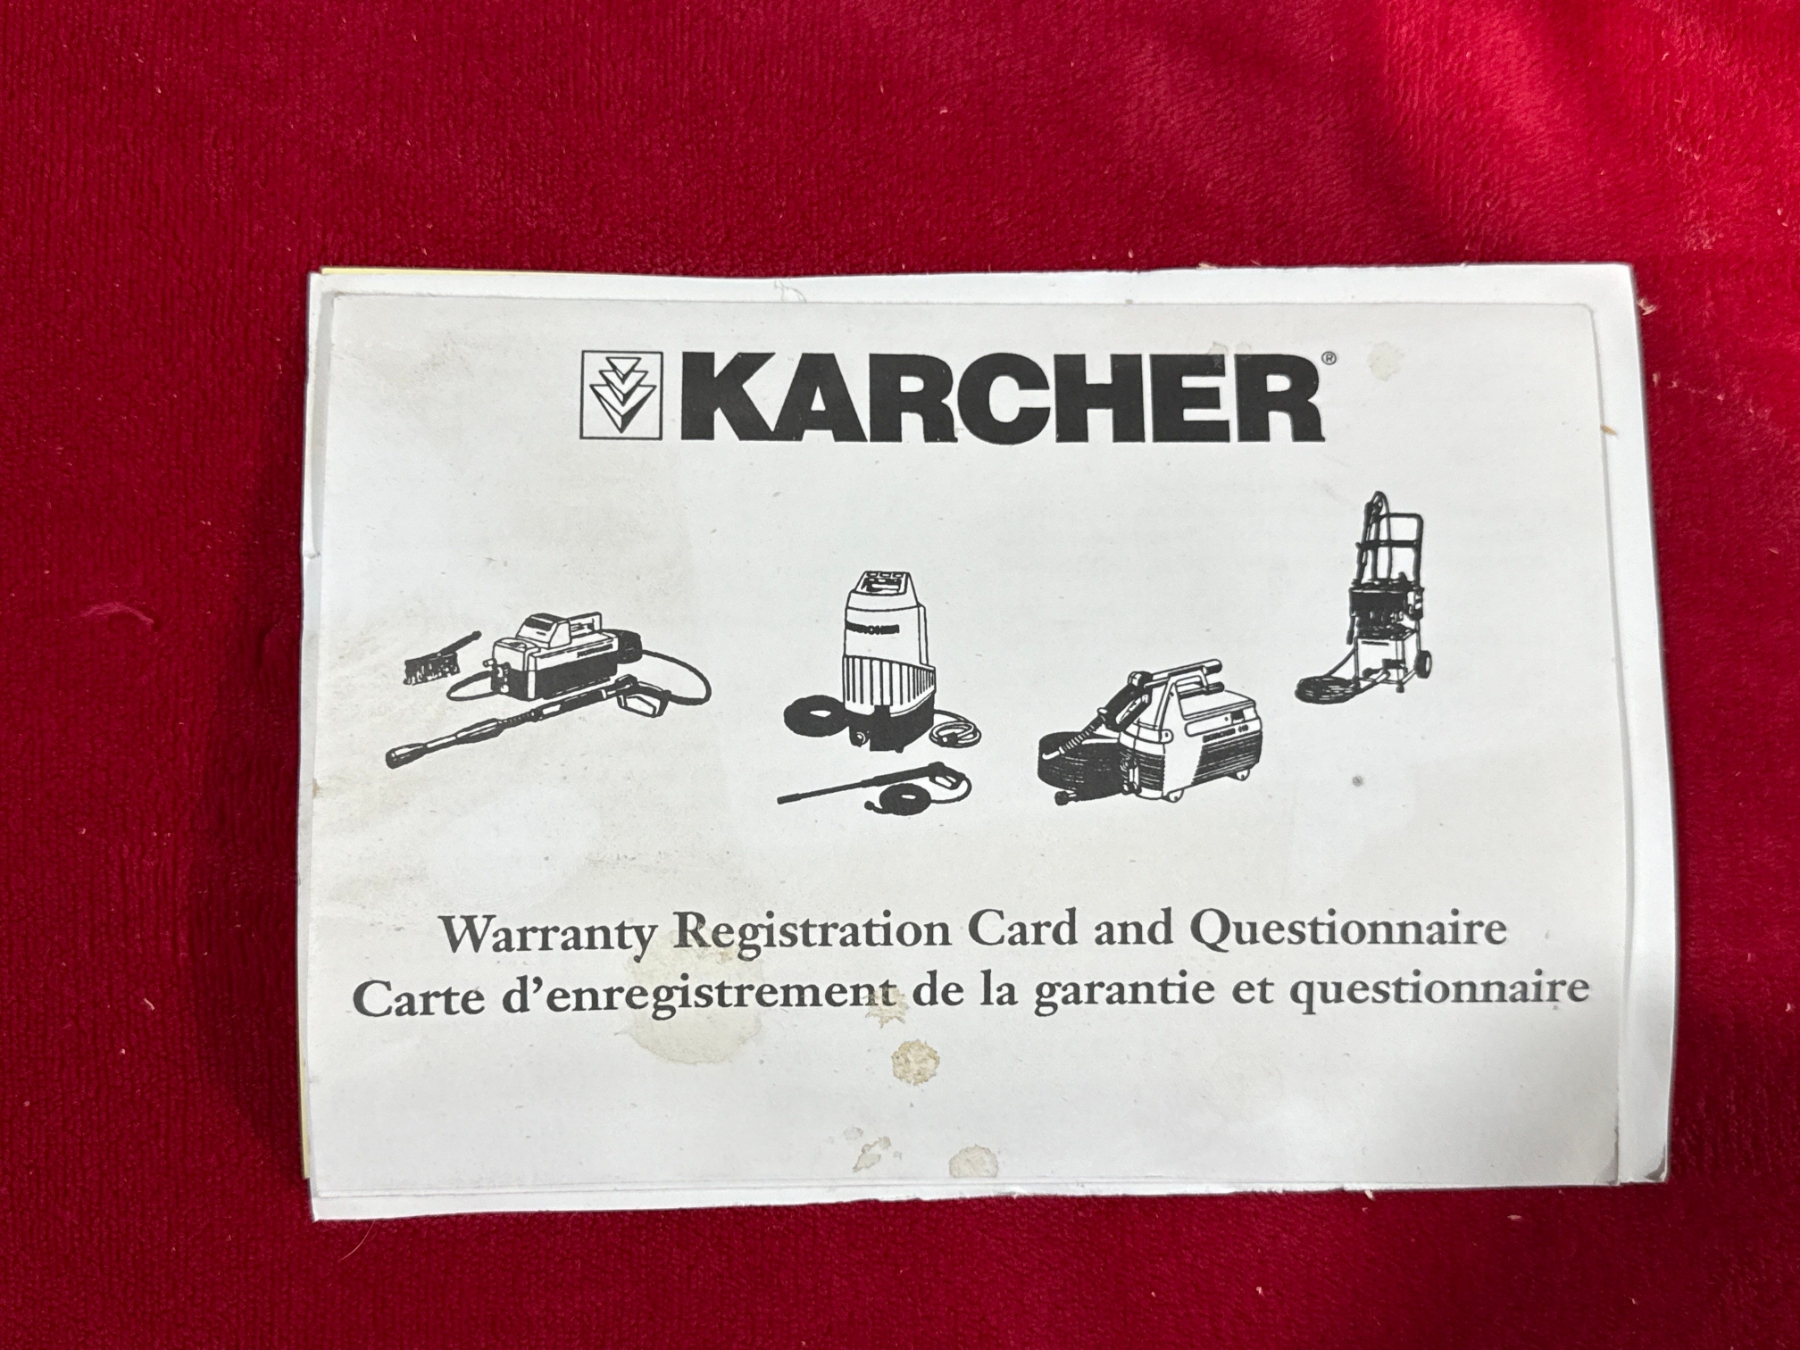 KARCHER®
Warranty Registration Card and Questionnaire
Carte d'enregistrement de la garantie et questionnaire